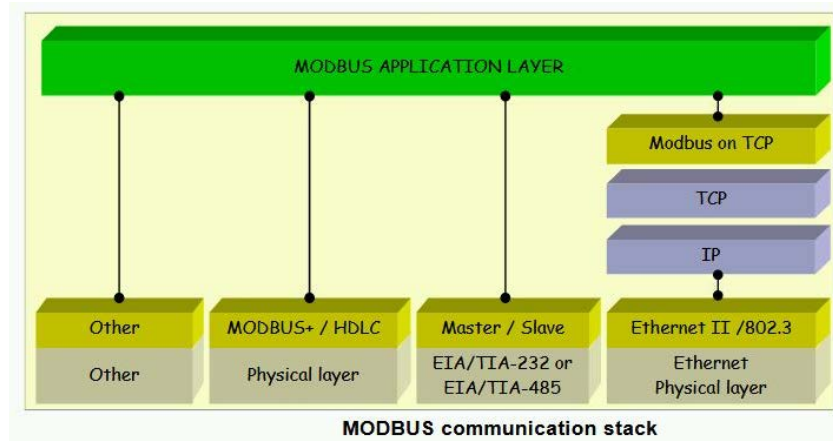 MODBUS APPLICATION LAYER
Modbus on TCP
TCP
IP
Other
MODBUS+ / HDLC
Master / Slave
Ethernet II /802.3
Other
Physical layer
EIA/TIA-232 or
EIA/TIA-485
Ethernet
Physical layer
MODBUS communication stack